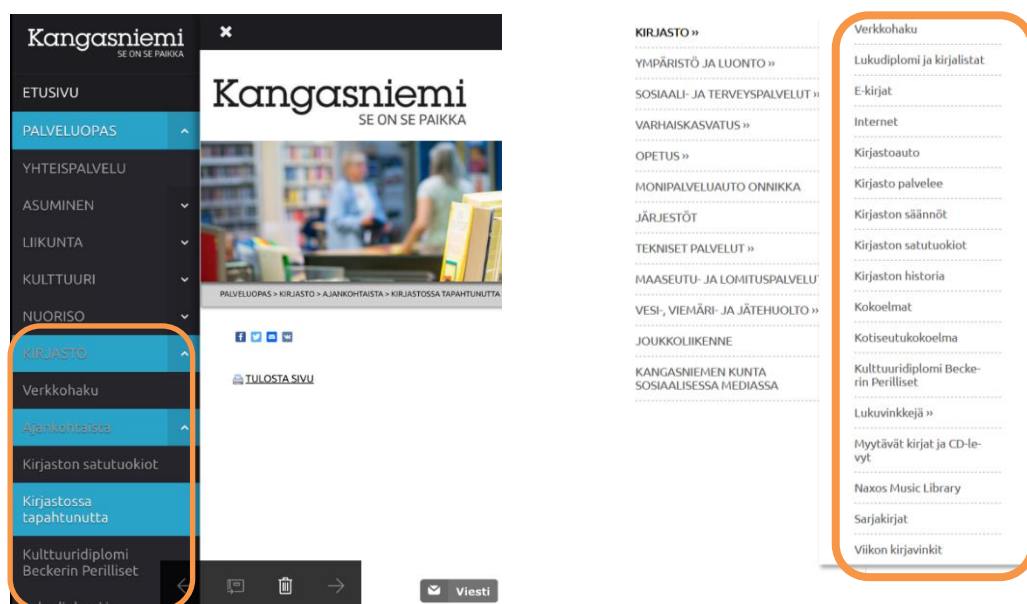 Kangasniemi
SE ON SE PAIKKA
ETUSIVU
PALVELUOPAS
YHTEISPALVELU
ASUMINEN
LIIKUNTA
KULTTUURI
NUORISO
KIRJASTO
Verkkohaku
Ajankohtaista
Kirjaston satutuokiot
Kirjastossa
tapahtunutta
Kulttuuridiplomi
Beckerin Perilliset
Kangasniemi
SE ON SE PAIKKA
PALVELUOPAS > KIRJASTO > AJANKOHTAISTA > KIRJASTOSSA TAPAHTUNUTTA
TULOSTA SIVU
Viesti
KIRJASTO »
YMPÄRISTÖ JA LUONTO »
SOSIAALI- JA TERVEYSPALVELUT »
VARHAISKASVATUS »
OPETUS »
MONIPALVELUAUTO ONNIKKA
JÄRJESTÖT
TEKNISET PALVELUT »
MAASEUTU- JA LOMITUSPALVELU
VESI-, VIEMÄRI- JA JÄTEHUOLTO »
JOUKKOLIIKENNE
KANGASNIEMEN KUNTA
SOSIAALISESSA MEDIASSA
Verkkohaku
Lukudiplomi ja kirjalistat
E-kirjat
Internet
Kirjastoauto
Kirjasto palvelee
Kirjaston säännöt
Kirjaston satutuokiot
Kirjaston historia
Kokoelmat
Kotiseutukokoelma
Kulttuuridiplomi Becke-
rin Perilliset
Lukuvinkkejä »
Myytävät kirjat ja CD-le-
vyt
Naxos Music Library
Sarjakirjat
Viikon kirjavinkit